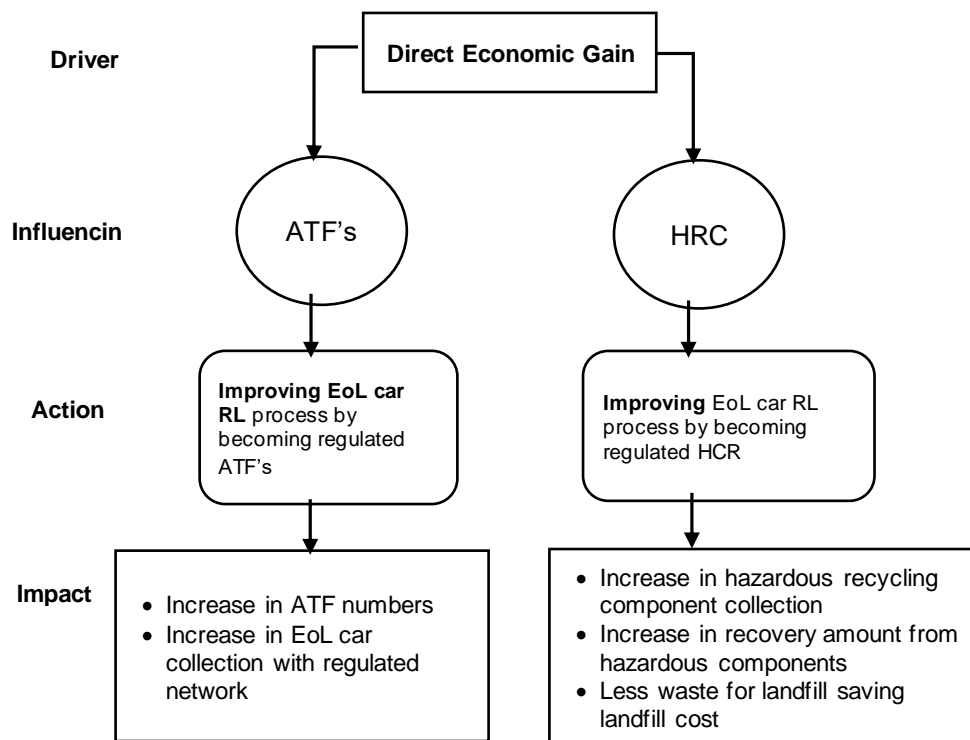 Driver
Direct Economic Gain
Influencin
ATF's
HRC
Action
Improving EoL car
RL process by
becoming regulated
ATF's
Improving EoL car RL
process by becoming
regulated HCR
Impact
• Increase in ATF numbers
• Increase in EoL car
collection with regulated
network
• Increase in hazardous recycling
component collection
• Increase in recovery amount from
hazardous components
• Less waste for landfill saving
landfill cost